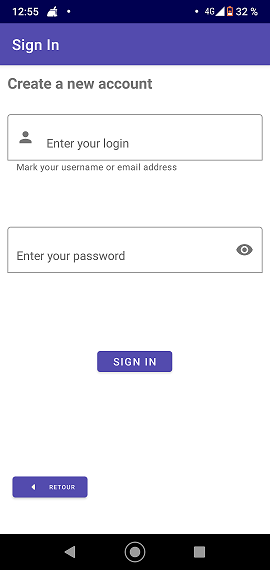 12:55
4G 32 %
Sign In
Create a new account
Enter your login
Mark your username or email address
Enter your password
SIGN IN
RETOUR